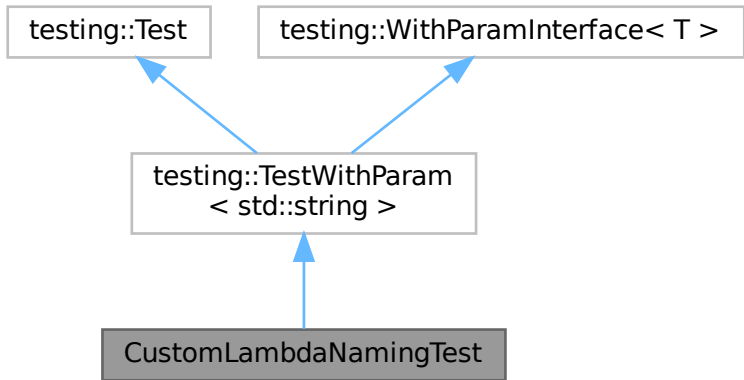 testing::Test
testing::WithParamInterface< T >
testing::TestWithParam
< std::string >
CustomLambdaNamingTest